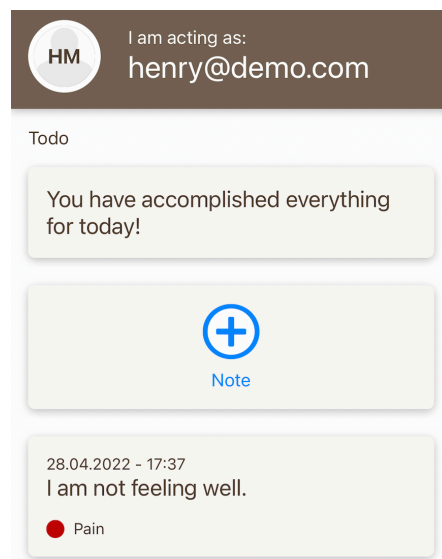 HM
I am acting as:
henry@demo.com
Todo
You have accomplished everything
for today!
Note
28.04.2022 - 17:37
I am not feeling well.
Pain